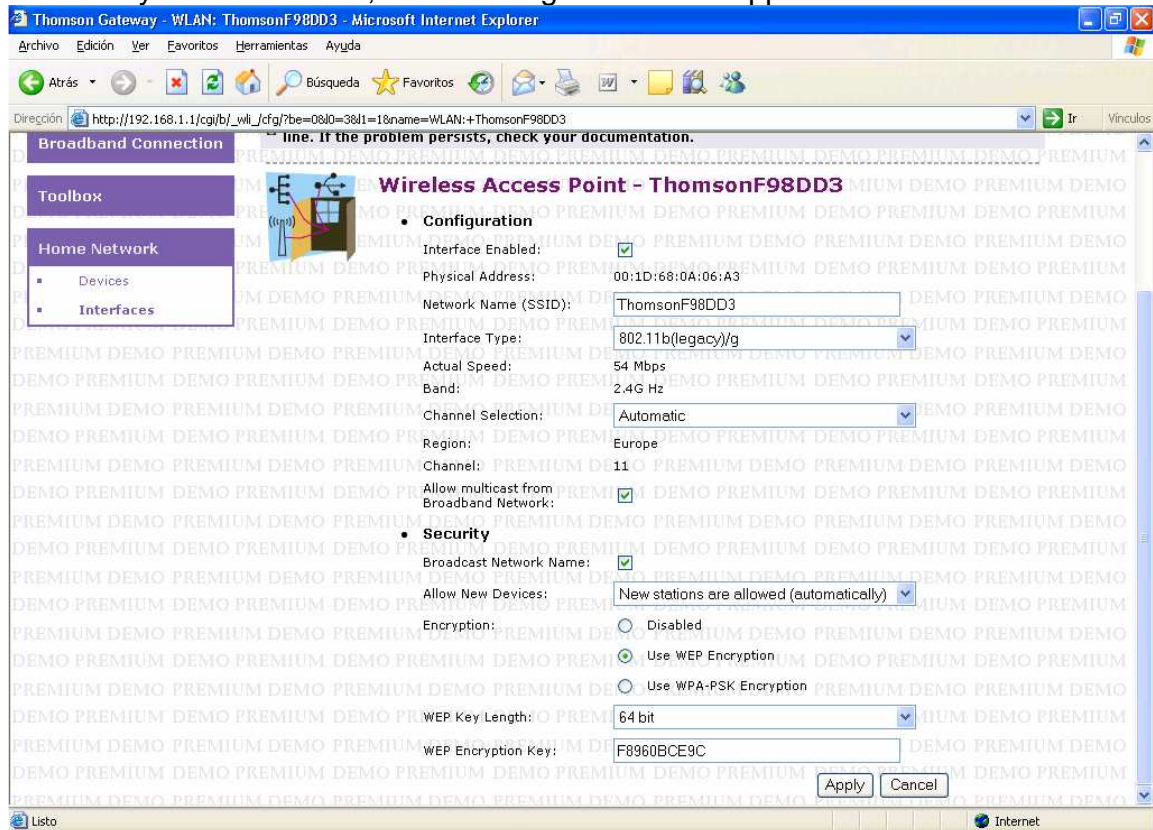 Thomson Gateway - WLAN: ThomsonF98DD3 - Microsoft Internet Explorer
Archivo Edición Ver Favoritos Herramientas Ayuda
Atrás Búsqueda Favoritos
Dirección http://192.168.1.1/cgi/b/_wli_/cfg/?be=0&l0=3&l1=1&name=WLAN:+ThomsonF98DD3 Ir Vínculos
Broadband Connection
line. If the problem persists, check your documentation.
Toolbox
Home Network
Devices
Interfaces
Wireless Access Point - ThomsonF98DD3
Configuration
Interface Enabled:
Physical Address: 00:1D:68:0A:06:A3
Network Name (SSID): ThomsonF98DD3
Interface Type: 802.11b(legacy)/g
Actual Speed: 54 Mbps
Band: 2.4G Hz
Channel Selection: Automatic
Region: Europe
Channel: 11
Allow multicast from
Broadband Network:
Security
Broadcast Network Name:
Allow New Devices: New stations are allowed (automatically)
Encryption: Disabled
Use WEP Encryption
Use WPA-PSK Encryption
WEP Key Length: 64 bit
WEP Encryption Key: F8960BCE9C
Apply Cancel
Listo Internet